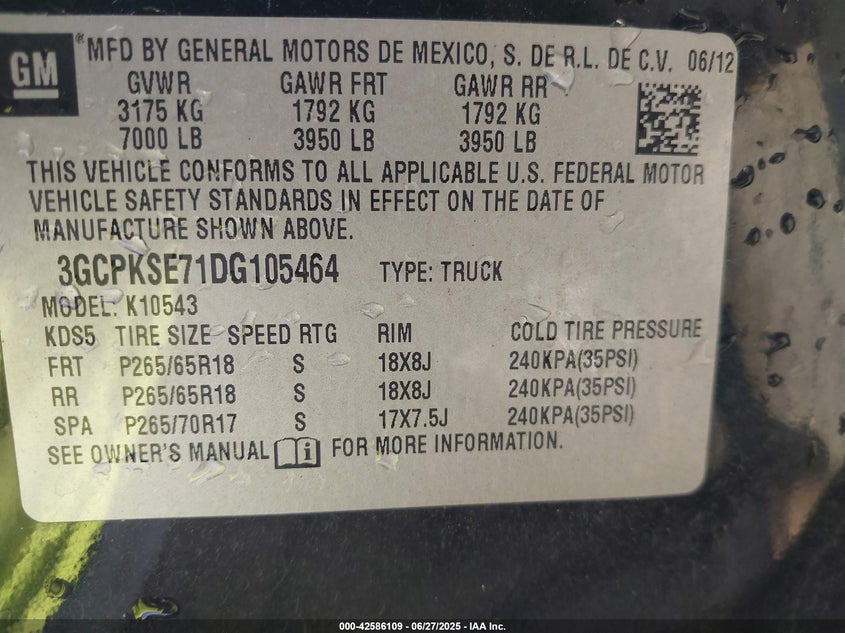 GM
® MFD BY GENERAL MOTORS DE MEXICO, S. DE R.L. DE C.V. 06/12
GVWR GAWR FRT GAWR RR
3175 KG 1792 KG 1792 KG
7000 LB 3950 LB 3950 LB
THIS VEHICLE CONFORMS TO ALL APPLICABLE U.S. FEDERAL MOTOR
VEHICLE SAFETY STANDARDS IN EFFECT ON THE DATE OF
MANUFACTURE SHOWN ABOVE.
3GCPKSE71DG105464 TYPE: TRUCK
MODEL: K10543
KDS5 TIRE SIZE SPEED RTG RIM COLD TIRE PRESSURE
FRT P265/65R18 S 18X8J 240KPA(35PSI)
RR P265/65R18 S 18X8J 240KPA(35PSI)
SPA P265/70R17 S 17X7.5J 240KPA(35PSI)
SEE OWNER'S MANUAL i FOR MORE INFORMATION.
000-42586109 - 06/27/2025 - IAA Inc.